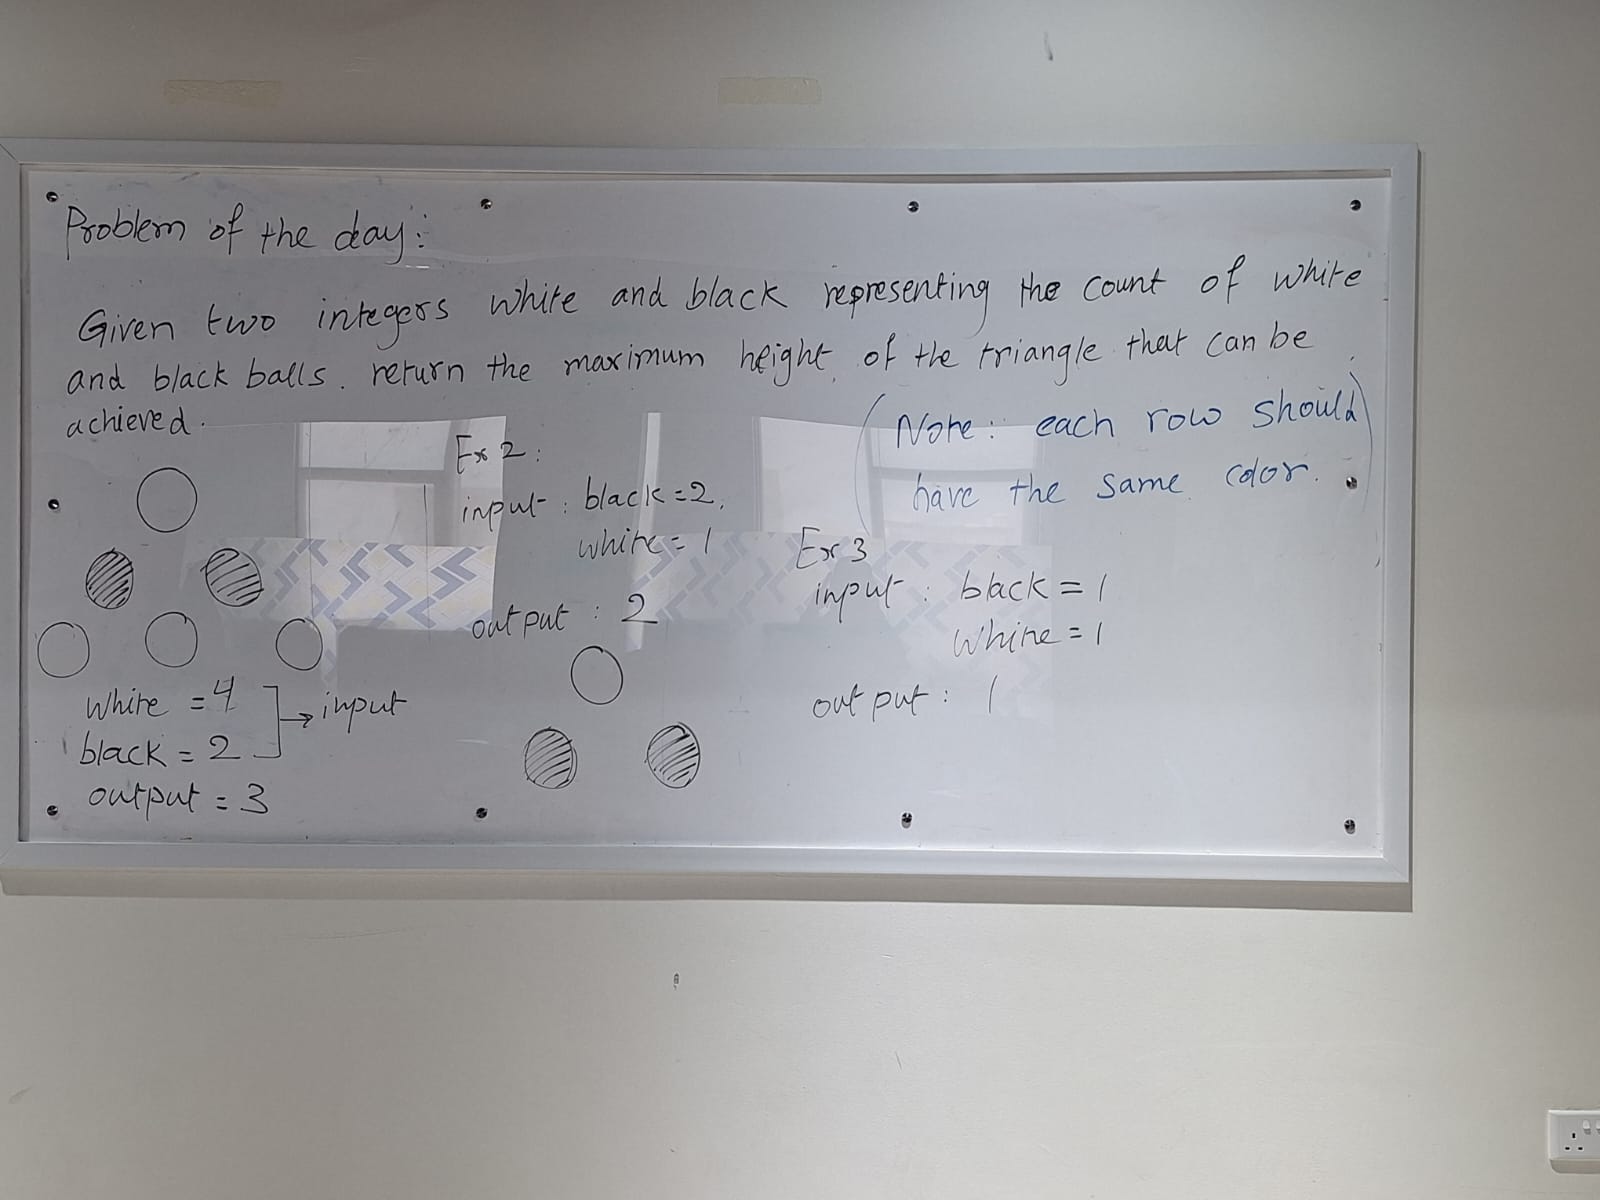 Problem of the day:
Given two integers white and black representing the count of white
and black balls. return the maximum height of the triangle that can be
achieved.
(Note: each row should
have the same color.)
white = 4
black = 2
→ input
output = 3
Ex 2:
input: black = 2,
white = 1
output: 2
Ex 3
input: black = 1
white = 1
output: 1